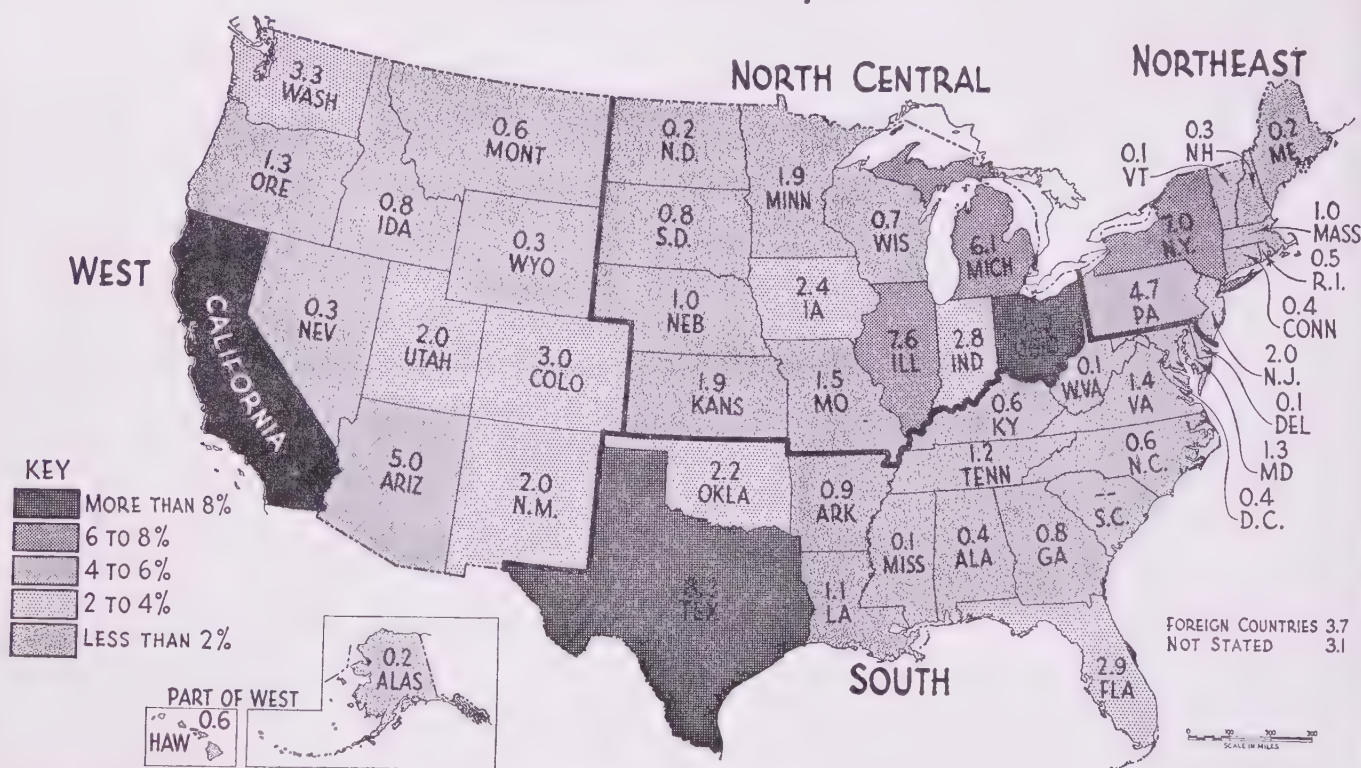 NORTH CENTRAL
NORTHEAST
WEST
SOUTH
3.3
WASH
1.3
ORE
0.8
IDA
0.6
MONT
0.3
WYO
CALIFORNIA
0.3
NEV
2.0
UTAH
3.0
COLO
5.0
ARIZ
2.0
N.M.
0.2
N.D.
0.8
S.D.
1.0
NEB
1.9
KANS
1.9
MINN
2.4
IA
1.5
MO
0.7
WIS
7.6
ILL
6.1
MICH
2.8
IND
7.0
N.Y.
4.7
PA
0.1
VT
0.3
NH
0.2
ME
1.0
MASS
0.5
R.I.
0.4
CONN
2.0
N.J.
0.1
DEL
1.3
MD
0.4
D.C.
0.1
W.VA
1.4
VA
0.6
KY
1.2
TENN
0.6
N.C.
--
S.C.
2.2
OKLA
0.9
ARK
TEX
1.1
LA
0.1
MISS
0.4
ALA
0.8
GA
2.9
FLA
KEY
MORE THAN 8%
6 TO 8%
4 TO 6%
2 TO 4%
LESS THAN 2%
PART OF WEST
0.6
HAW
0.2
ALAS
FOREIGN COUNTRIES 3.7
NOT STATED 3.1
SCALE IN MILES